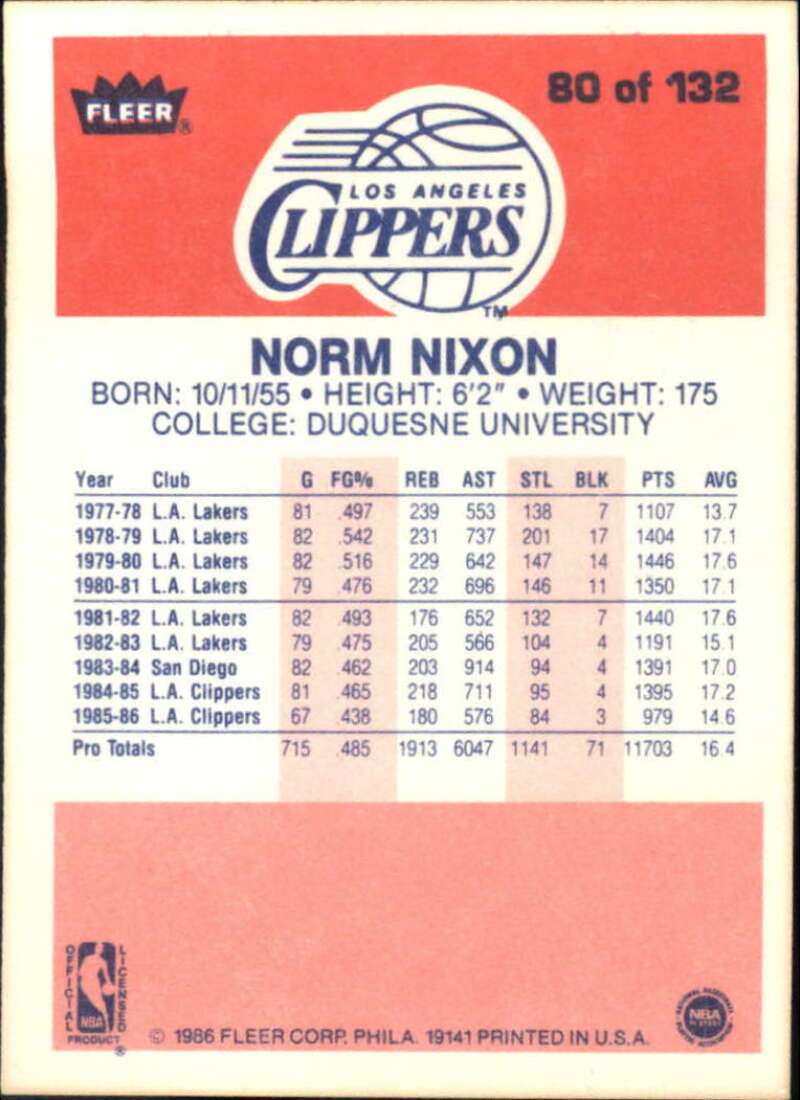 FLEER®
80 of 132
LOS ANGELES
CLIPPERS
TM
NORM NIXON
BORN: 10/11/55 • HEIGHT: 6'2" • WEIGHT: 175
COLLEGE: DUQUESNE UNIVERSITY
Year Club G FG% REB AST STL BLK PTS AVG
1977-78 L.A. Lakers 81 .497 239 553 138 7 1107 13.7
1978-79 L.A. Lakers 82 .542 231 737 201 17 1404 17.1
1979-80 L.A. Lakers 82 .516 229 642 147 14 1446 17.6
1980-81 L.A. Lakers 79 .476 232 696 146 11 1350 17.1
1981-82 L.A. Lakers 82 .493 176 652 132 7 1440 17.6
1982-83 L.A. Lakers 79 .475 205 566 104 4 1191 15.1
1983-84 San Diego 82 .462 203 914 94 4 1391 17.0
1984-85 L.A. Clippers 81 .465 218 711 95 4 1395 17.2
1985-86 L.A. Clippers 67 .438 180 576 84 3 979 14.6
Pro Totals 715 .485 1913 6047 1141 71 11703 16.4
OFFICIAL
LICENSED
NBA
PRODUCT ®
© 1986 FLEER CORP. PHILA. 19141 PRINTED IN U.S.A.
NBA